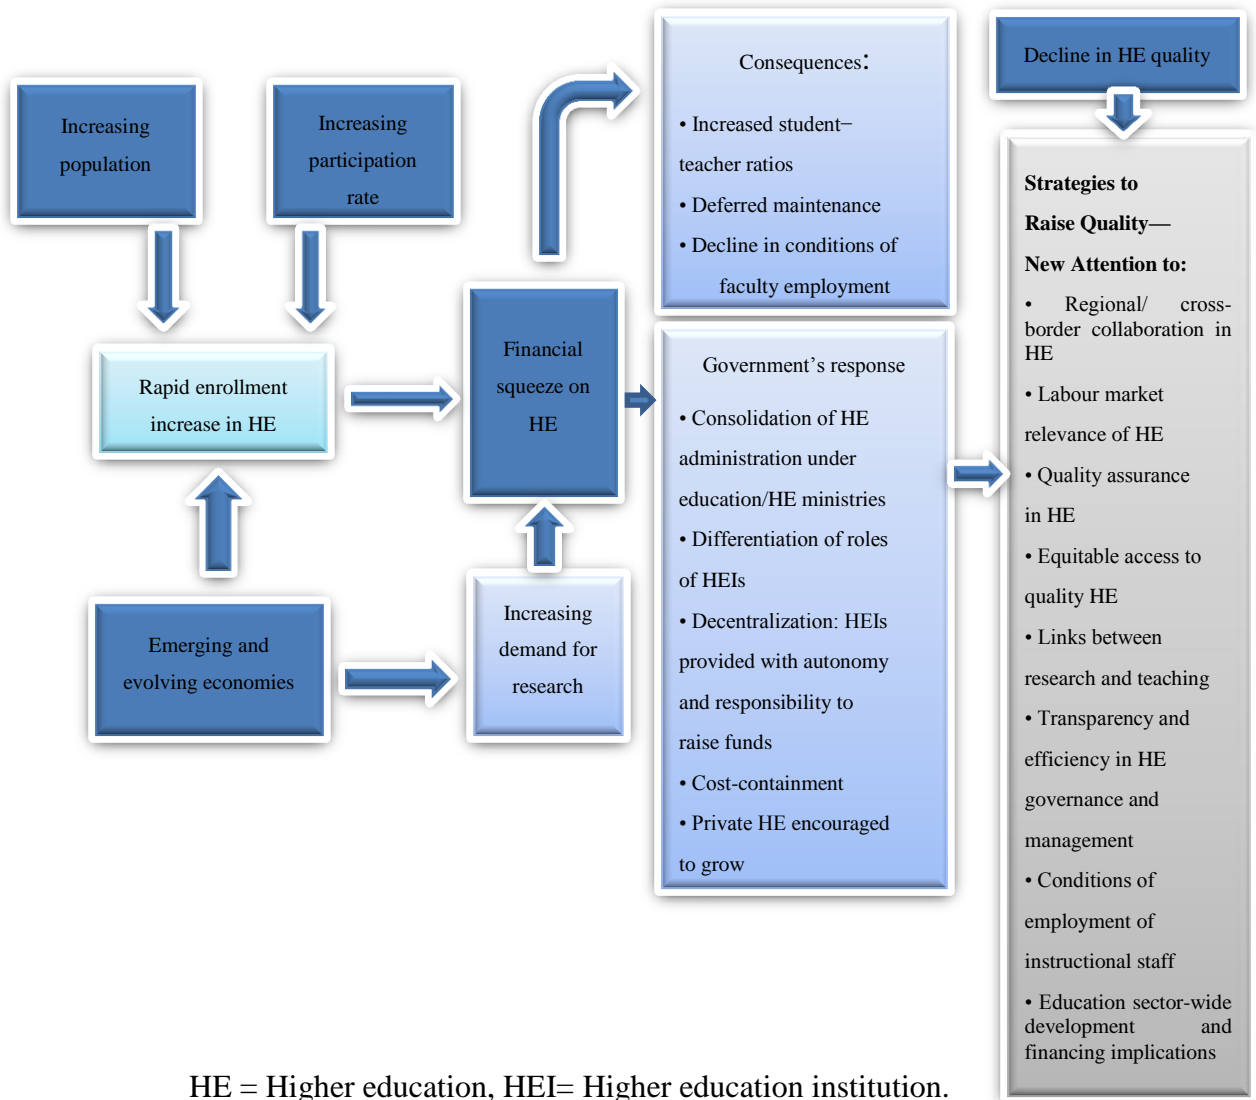 Increasing
population
Increasing
participation
rate
Rapid enrollment
increase in HE
Emerging and
evolving economies
Financial
squeeze on
HE
Increasing
demand for
research
Consequences:
• Increased student−
teacher ratios
• Deferred maintenance
• Decline in conditions of
faculty employment
Government’s response
• Consolidation of HE
administration under
education/HE ministries
• Differentiation of roles
of HEIs
• Decentralization: HEIs
provided with autonomy
and responsibility to
raise funds
• Cost-containment
• Private HE encouraged
to grow
Decline in HE quality
Strategies to
Raise Quality—
New Attention to:
• Regional/ cross-
border collaboration in
HE
• Labour market
relevance of HE
• Quality assurance
in HE
• Equitable access to
quality HE
• Links between
research and teaching
• Transparency and
efficiency in HE
governance and
management
• Conditions of
employment of
instructional staff
• Education sector-wide
development and
financing implications
HE = Higher education, HEI= Higher education institution.